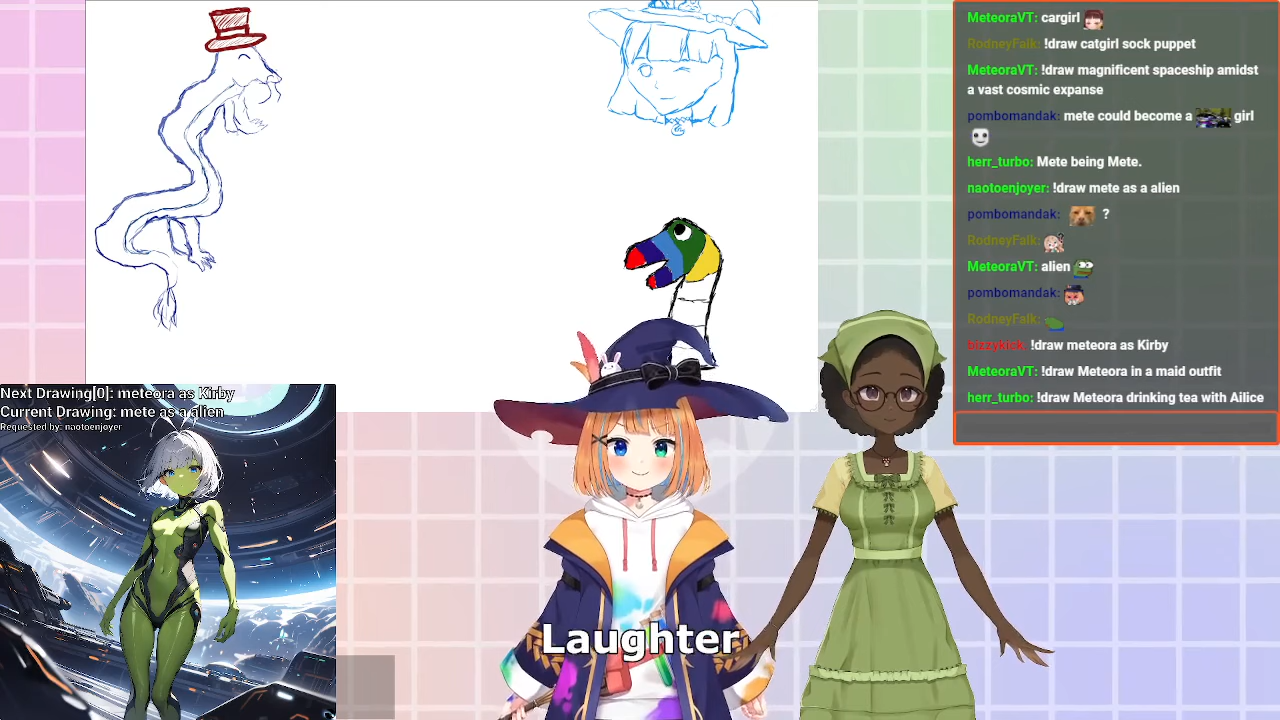 MeteoraVT: cargirl
RodneyFalk: !draw catgirl sock puppet
MeteoraVT: !draw magnificent spaceship amidst
a vast cosmic expanse
pombomandak: mete could become a girl
herr_turbo: Mete being Mete.
naotoenjoyer: !draw mete as a alien
pombomandak: ?
RodneyFalk:
MeteoraVT: alien
pombomandak:
RodneyFalk:
bizzykick: !draw meteora as Kirby
MeteoraVT: !draw Meteora in a maid outfit
herr_turbo: !draw Meteora drinking tea with Ailice
Next Drawing[0]: meteora as Kirby
Current Drawing: mete as a alien
Requested by: naotoenjoyer
Laughter